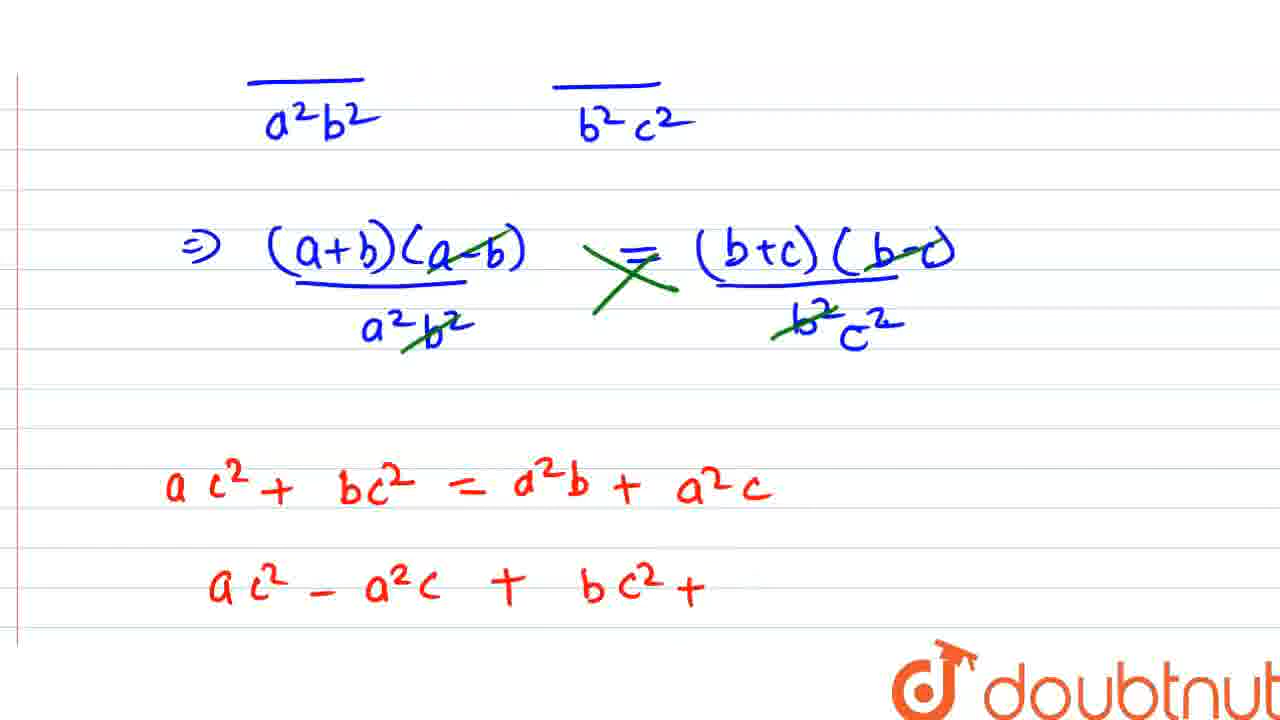 a²b² b²c²
⇒ (a+b)(a-b) = (b+c)(b-c)
a²b² b²c²
ac² + bc² = a²b + a²c
ac² - a²c + bc² +
doubtnut